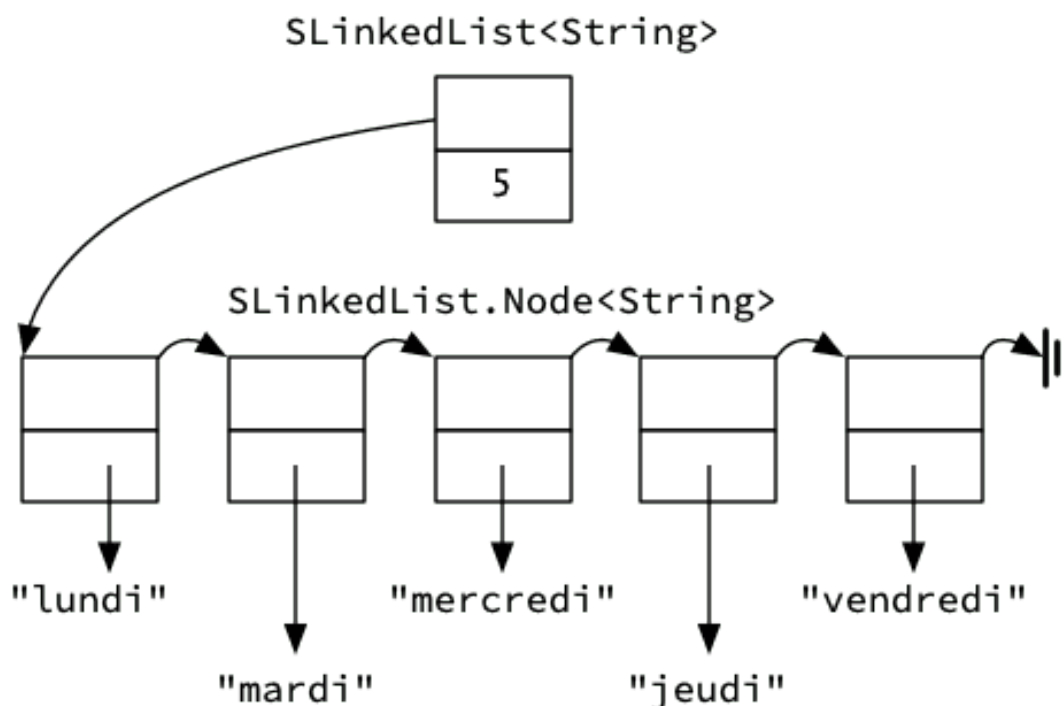 SLinkedList<String>
5
SLinkedList.Node<String>
"lundi"
"mercredi"
"vendredi"
"mardi"
"jeudi"